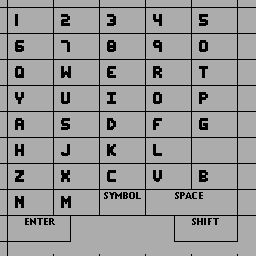 1 2 3 4 5
6 7 8 9 0
Q W E R T
Y U I O P
A S D F G
H J K L
Z X C V B
N M SYMBOL SPACE
ENTER SHIFT